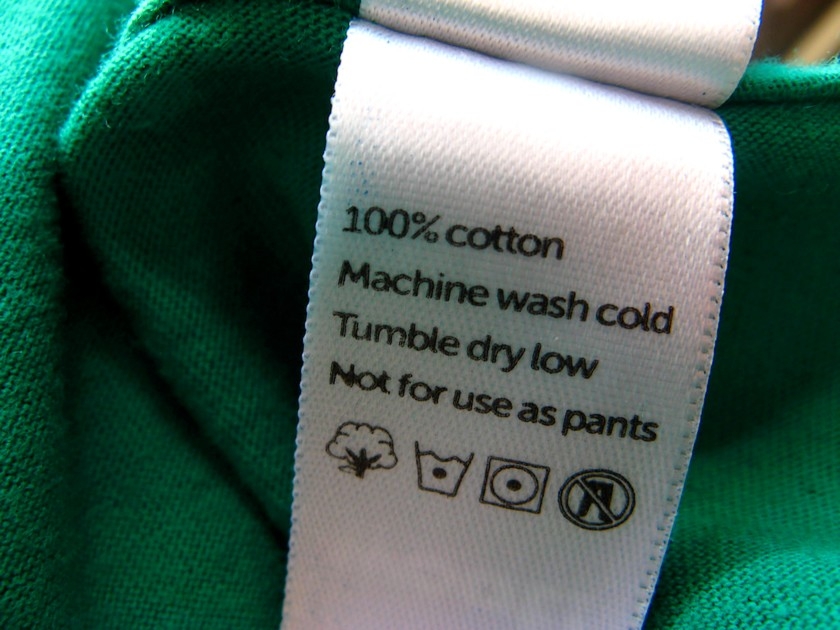 100% cotton
Machine wash cold
Tumble dry low
Not for use as pants